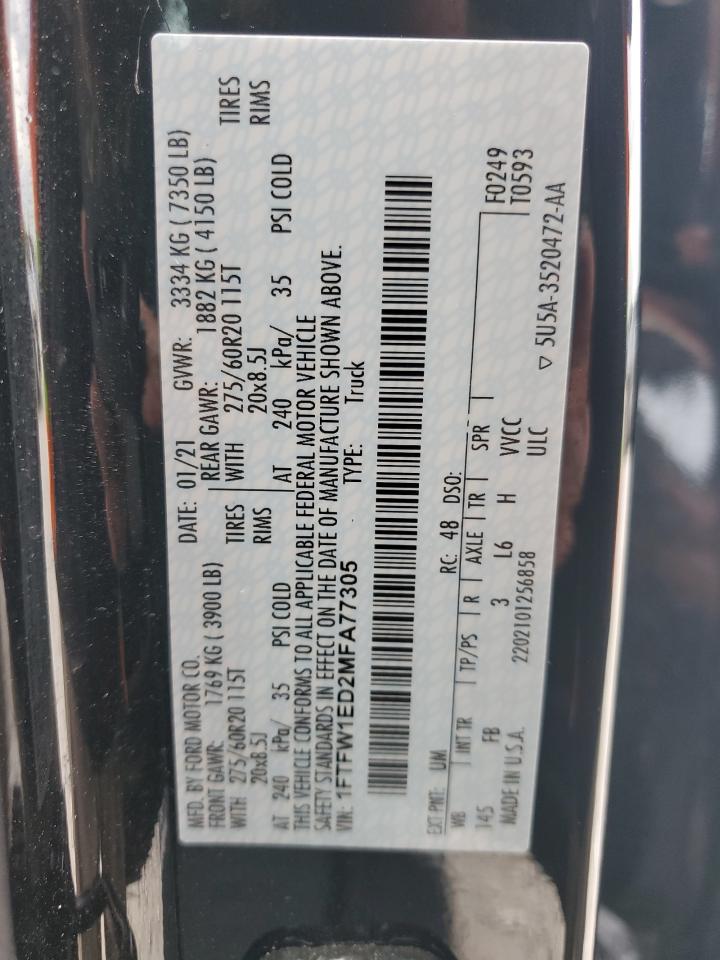 MFD. BY FORD MOTOR CO. DATE: 01/21 GVWR: 3334 KG ( 7350 LB)
FRONT GAWR: 1769 KG ( 3900 LB) REAR GAWR: 1882 KG ( 4150 LB)
WITH 275/60R20 115T TIRES WITH 275/60R20 115T TIRES
20x8.5J RIMS 20x8.5J RIMS
AT 240 kPa/ 35 PSI COLD AT 240 kPa/ 35 PSI COLD
THIS VEHICLE CONFORMS TO ALL APPLICABLE FEDERAL MOTOR VEHICLE
SAFETY STANDARDS IN EFFECT ON THE DATE OF MANUFACTURE SHOWN ABOVE.
VIN: 1FTFW1ED2MFA77305 TYPE: Truck
EXT PNT: UM RC: 48 DSO:
WB INT TR TP/PS R AXLE TR SPR F0249
145 FB 3 L6 H VVCC T0593
MADE IN U.S.A. 2202101256858 ULC ▽ 5U5A-3520472-AA